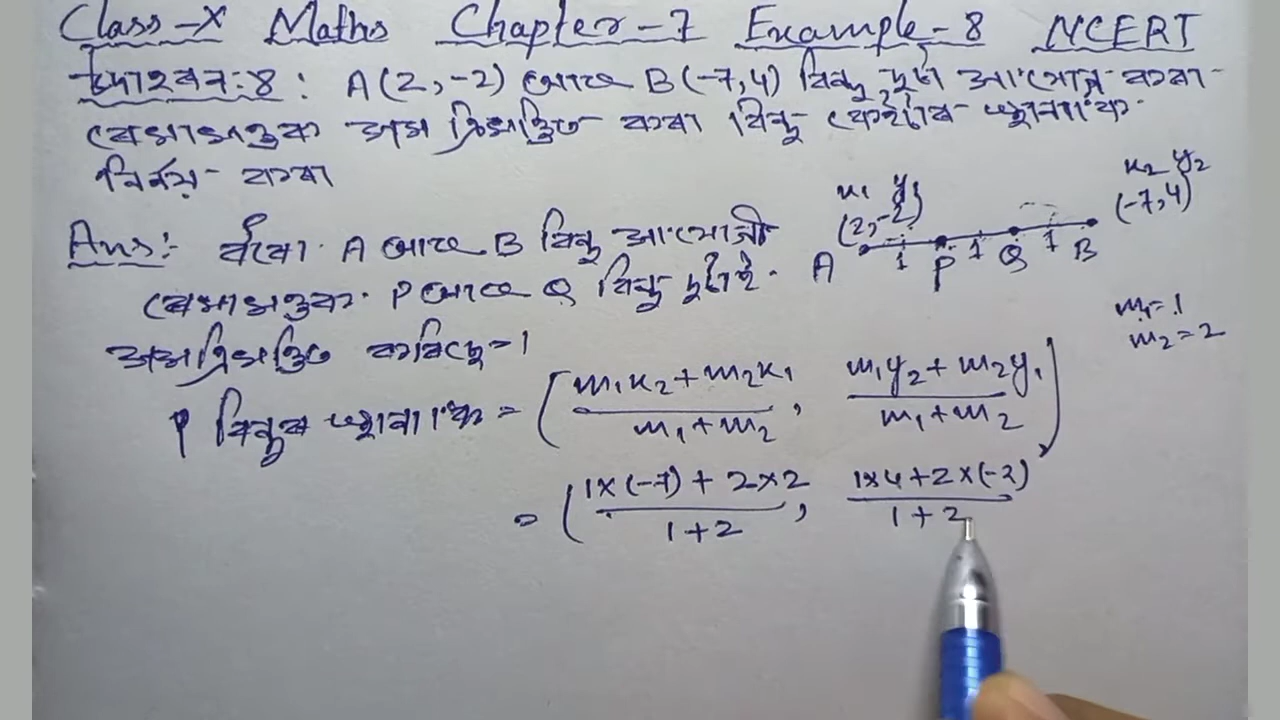 Class-X Maths Chapter-7 Example-8 NCERT
উদাহৰণ:8: A(2,-2) আৰু B(-7,4) বিন্দু দুটা সংযোগ কৰা
ৰেখাখণ্ডক সম ত্ৰিখণ্ডিত কৰা বিন্দু কেইটাৰ স্থানাংক
নিৰ্ণয় কৰা
x₁ y₁
(2,-2)
x₂ y₂
(-7,4)
A 1 P 1 Q 1 B
m₁=1
m₂=2
Ans:- ধৰো A আৰু B বিন্দু সংযোগী
ৰেখাখণ্ডক P আৰু Q বিন্দু দুটাই
সমত্ৰিখণ্ডিত কৰিছে।
P বিন্দুৰ স্থানাংক = ( (m₁x₂+m₂x₁)/(m₁+m₂), (m₁y₂+m₂y₁)/(m₁+m₂) )
= ( (1×(-7)+2×2)/(1+2), (1×4+2×(-2))/(1+2)